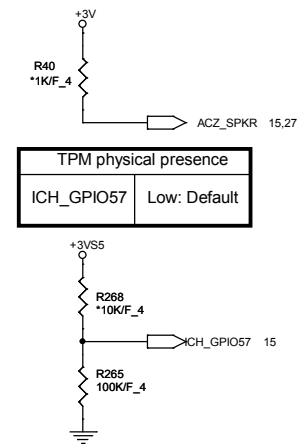 +3V
R40
*1K/F_4
ACZ_SPKR 15,27
TPM physical presence
ICH_GPIO57 Low: Default
+3VS5
R268
*10K/F_4
ICH_GPIO57 15
R265
100K/F_4